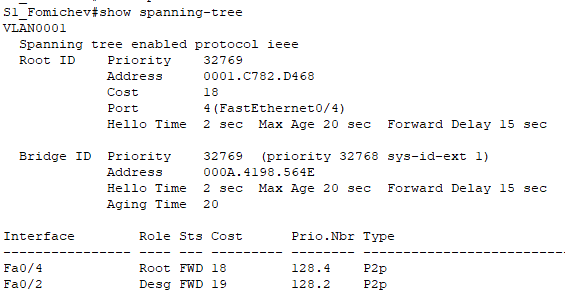 S1_Fomichev#show spanning-tree
VLAN0001
  Spanning tree enabled protocol ieee
  Root ID    Priority    32769
             Address     0001.C782.D468
             Cost        18
             Port        4(FastEthernet0/4)
             Hello Time  2 sec  Max Age 20 sec  Forward Delay 15 sec

  Bridge ID  Priority    32769  (priority 32768 sys-id-ext 1)
             Address     000A.4198.564E
             Hello Time  2 sec  Max Age 20 sec  Forward Delay 15 sec
             Aging Time  20

Interface        Role Sts Cost      Prio.Nbr Type
---------------- ---- --- --------- -------- --------------------------
Fa0/4            Root FWD 18        128.4    P2p
Fa0/2            Desg FWD 19        128.2    P2p